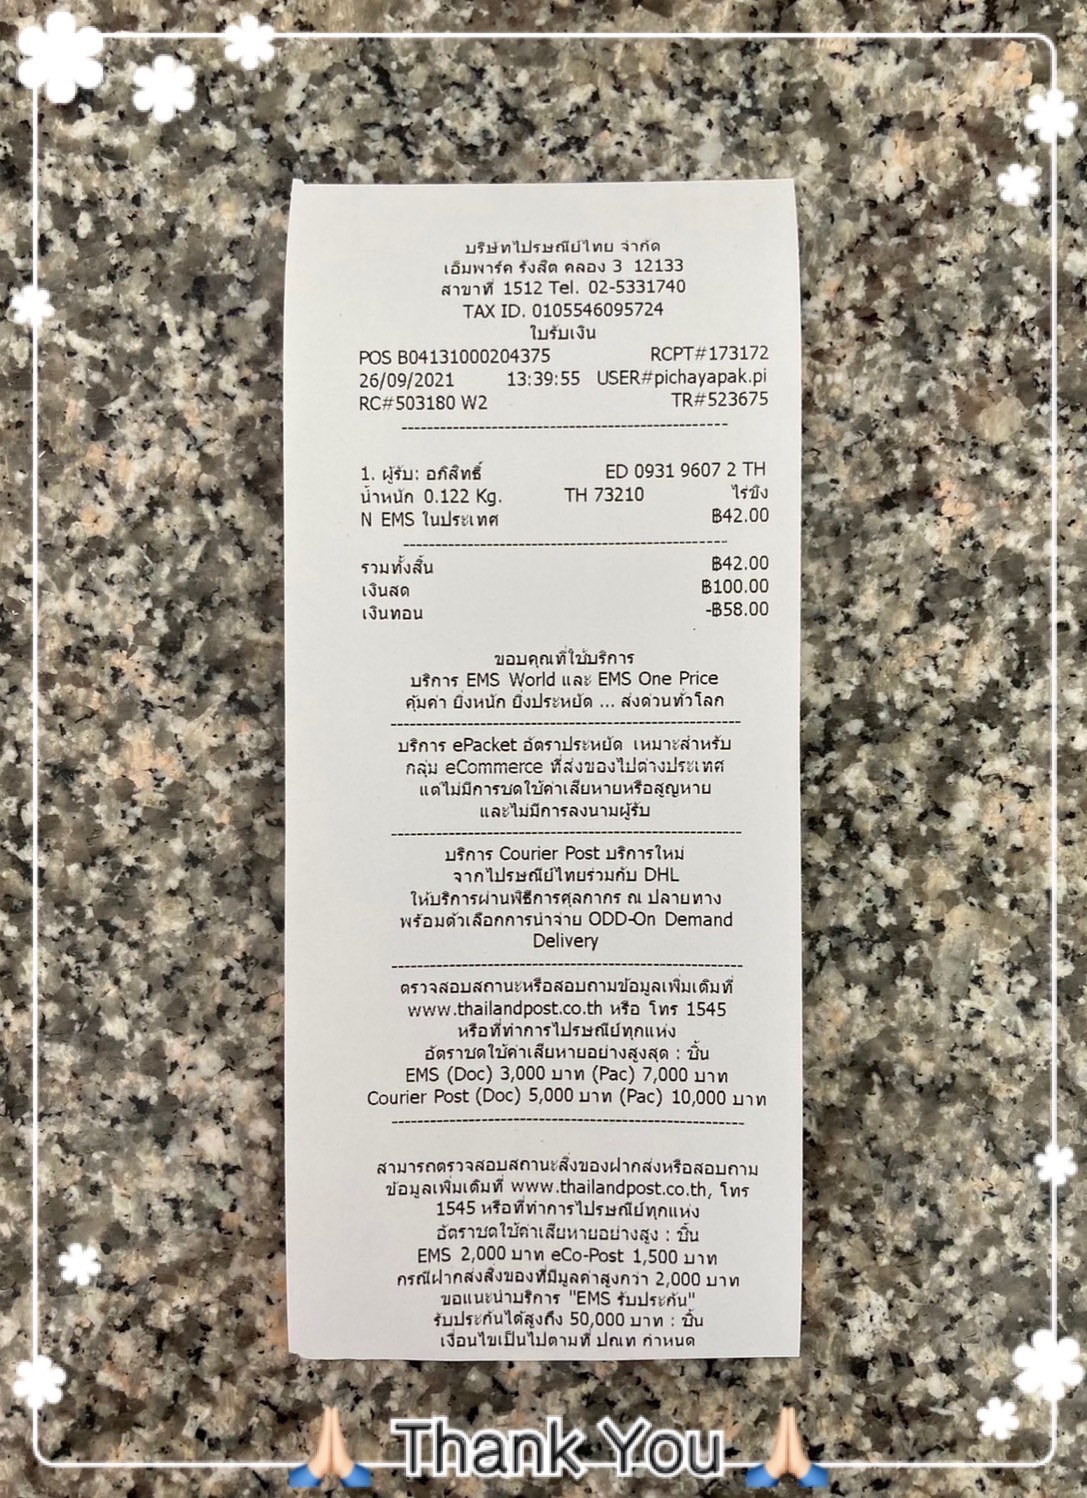 บริษัทไปรษณีย์ไทย จำกัด
เอ็มพาร์ค รังสิต คลอง 3 12133
สาขาที่ 1512 Tel. 02-5331740
TAX ID. 0105546095724
ใบรับเงิน
POS B04131000204375 RCPT#173172
26/09/2021 13:39:55 USER#pichayapak.pi
RC#503180 W2 TR#523675
1. ผู้รับ: อภิสิทธิ์ ED 0931 9607 2 TH
น้ำหนัก 0.122 Kg. TH 73210 ไร่ขิง
N EMS ในประเทศ ฿42.00
รวมทั้งสิ้น ฿42.00
เงินสด ฿100.00
เงินทอน -฿58.00
ขอบคุณที่ใช้บริการ
บริการ EMS World และ EMS One Price
คุ้มค่า ยิ่งหนัก ยิ่งประหยัด ... ส่งด่วนทั่วโลก
บริการ ePacket อัตราประหยัด เหมาะสำหรับ
กลุ่ม eCommerce ที่ส่งของไปต่างประเทศ
แต่ไม่มีการชดใช้ค่าเสียหายหรือสูญหาย
และไม่มีการลงนามผู้รับ
บริการ Courier Post บริการใหม่
จากไปรษณีย์ไทยร่วมกับ DHL
ให้บริการผ่านพิธีการศุลกากร ณ ปลายทาง
พร้อมตัวเลือกการนำจ่าย ODD-On Demand
Delivery
ตรวจสอบสถานะหรือสอบถามข้อมูลเพิ่มเติมที่
www.thailandpost.co.th หรือ โทร 1545
หรือที่ทำการไปรษณีย์ทุกแห่ง
อัตราชดใช้ค่าเสียหายอย่างสูงสุด : ชิ้น
EMS (Doc) 3,000 บาท (Pac) 7,000 บาท
Courier Post (Doc) 5,000 บาท (Pac) 10,000 บาท
สามารถตรวจสอบสถานะสิ่งของฝากส่งหรือสอบถาม
ข้อมูลเพิ่มเติมที่ www.thailandpost.co.th, โทร
1545 หรือที่ทำการไปรษณีย์ทุกแห่ง
อัตราชดใช้ค่าเสียหายอย่างสูง : ชิ้น
EMS 2,000 บาท eCo-Post 1,500 บาท
กรณีฝากส่งสิ่งของที่มีมูลค่าสูงกว่า 2,000 บาท
ขอแนะนำบริการ "EMS รับประกัน"
รับประกันได้สูงถึง 50,000 บาท : ชิ้น
เงื่อนไขเป็นไปตามที่ ปณท กำหนด
Thank You